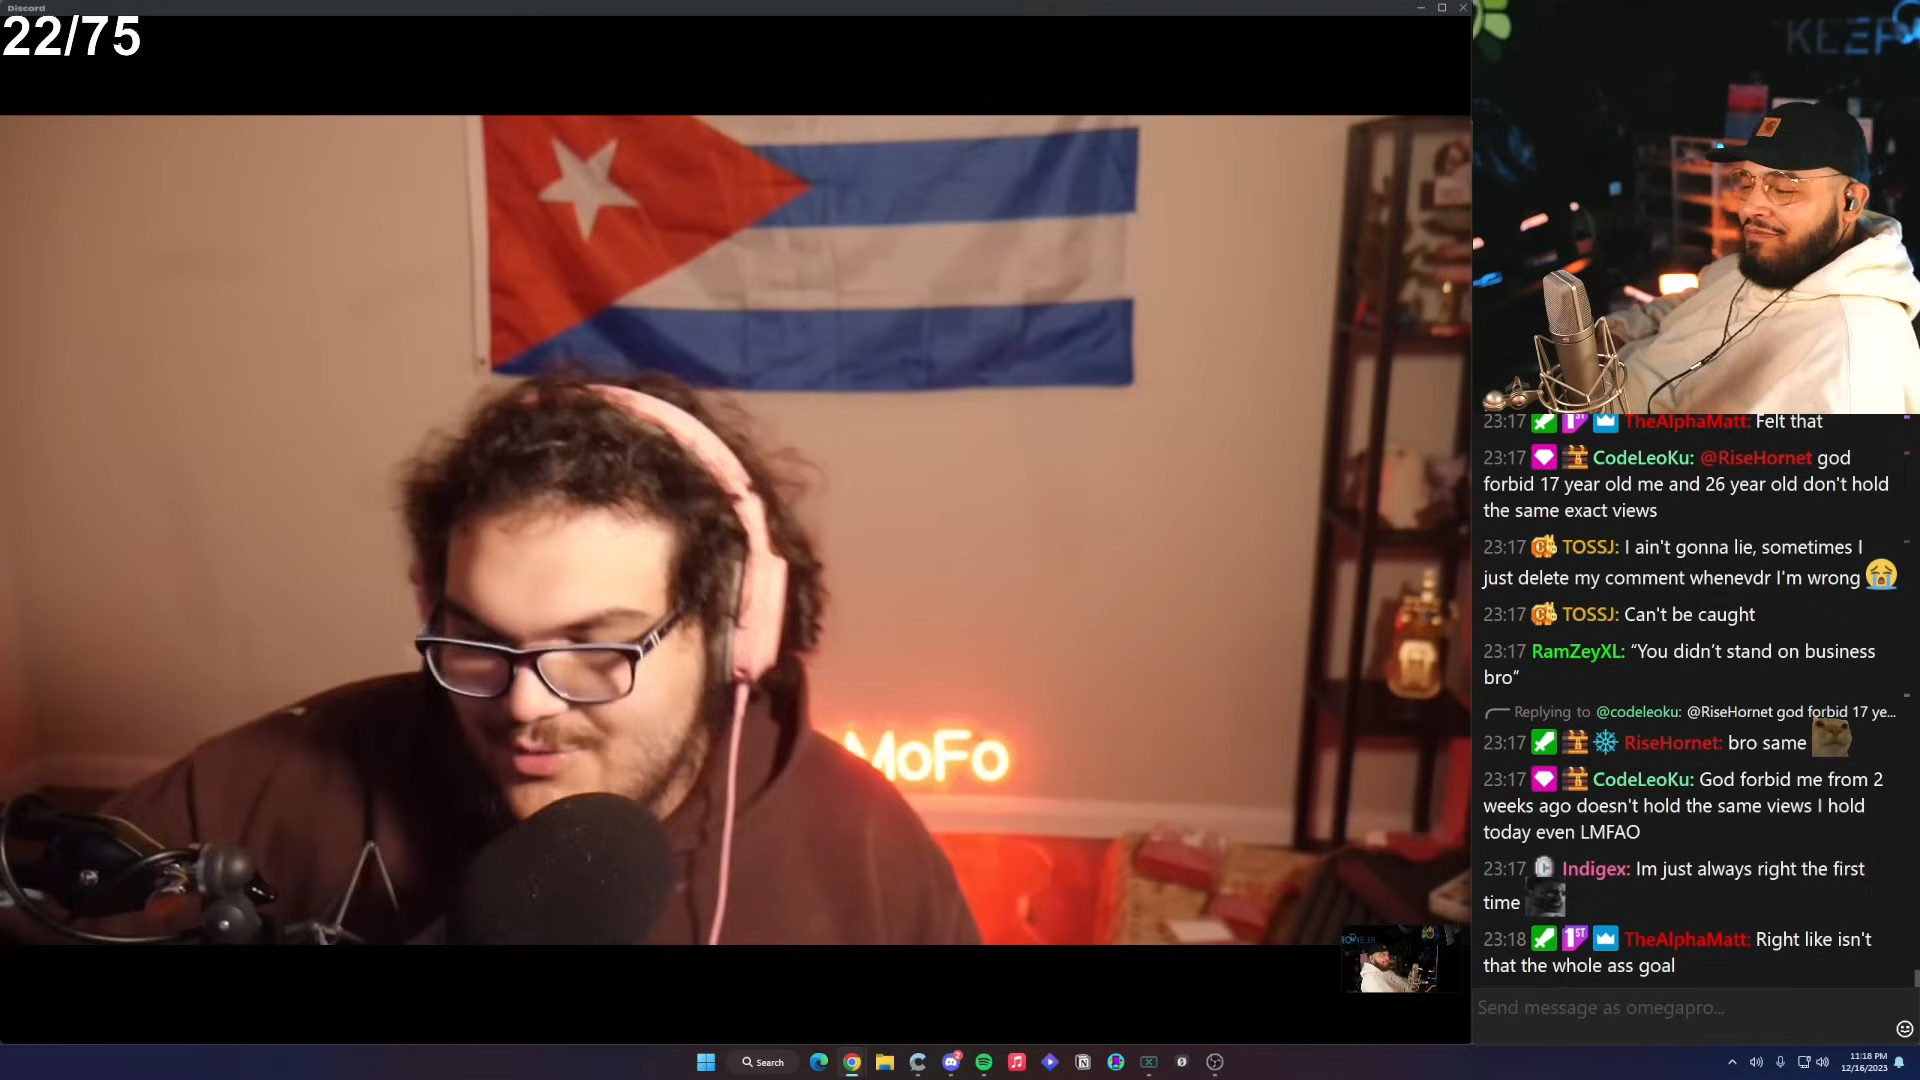 Discord
22/75
KEEP
MoFo
23:17 TheAlphaMatt: Felt that
23:17 CodeLeoKu: @RiseHornet god
forbid 17 year old me and 26 year old don't hold
the same exact views
23:17 TOSSJ: I ain't gonna lie, sometimes I
just delete my comment whenevdr I'm wrong
23:17 TOSSJ: Can't be caught
23:17 RamZeyXL: “You didn’t stand on business
bro”
Replying to @codeleoku: @RiseHornet god forbid 17 ye...
23:17 RiseHornet: bro same
23:17 CodeLeoKu: God forbid me from 2
weeks ago doesn't hold the same views I hold
today even LMFAO
23:17 Indigex: Im just always right the first
time
23:18 1ST TheAlphaMatt: Right like isn't
that the whole ass goal
Send message as omegapro...
Search
2
11:18 PM
12/16/2023